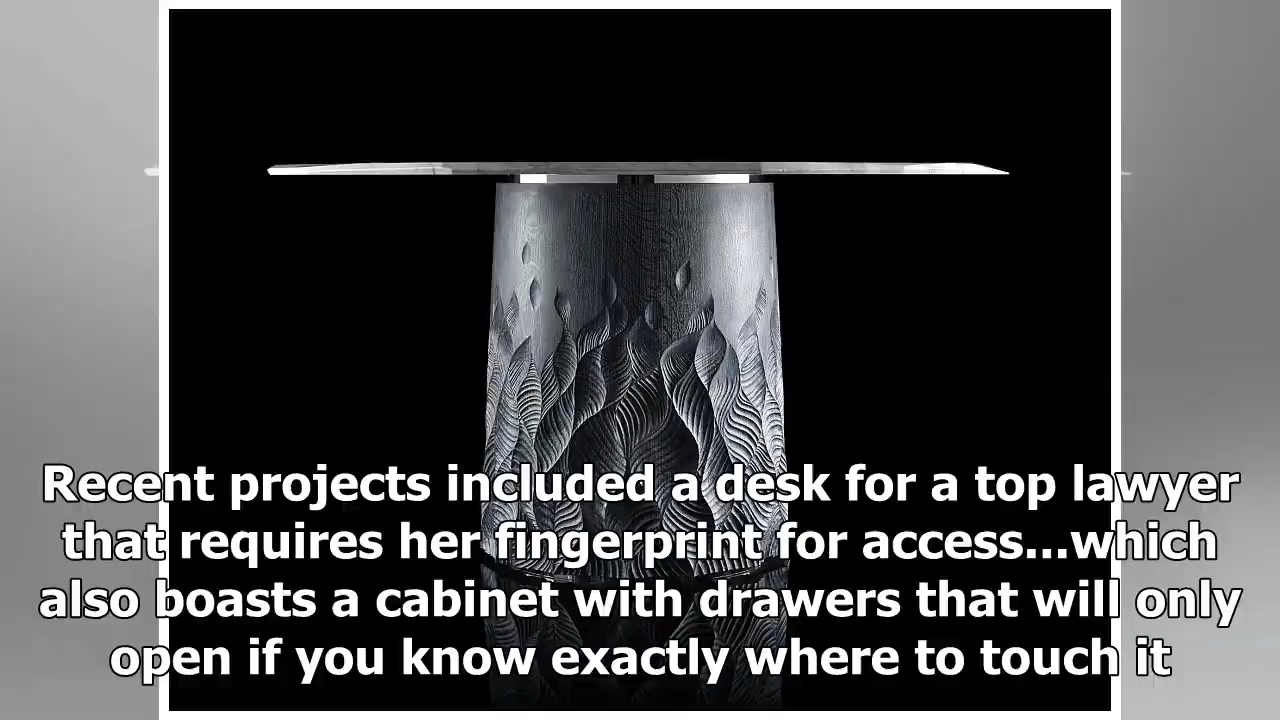 Recent projects included a desk for a top lawyer
that requires her fingerprint for access...which
also boasts a cabinet with drawers that will only
open if you know exactly where to touch it